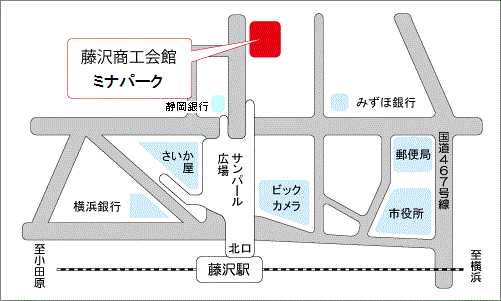 藤沢商工会館
ミナパーク
静岡銀行
みずほ銀行
さいか
屋
サンパール
広場
郵便局
国道467号線
横浜銀行
ビック
カメラ
市役所
北口
藤沢駅
至小田原
至横浜